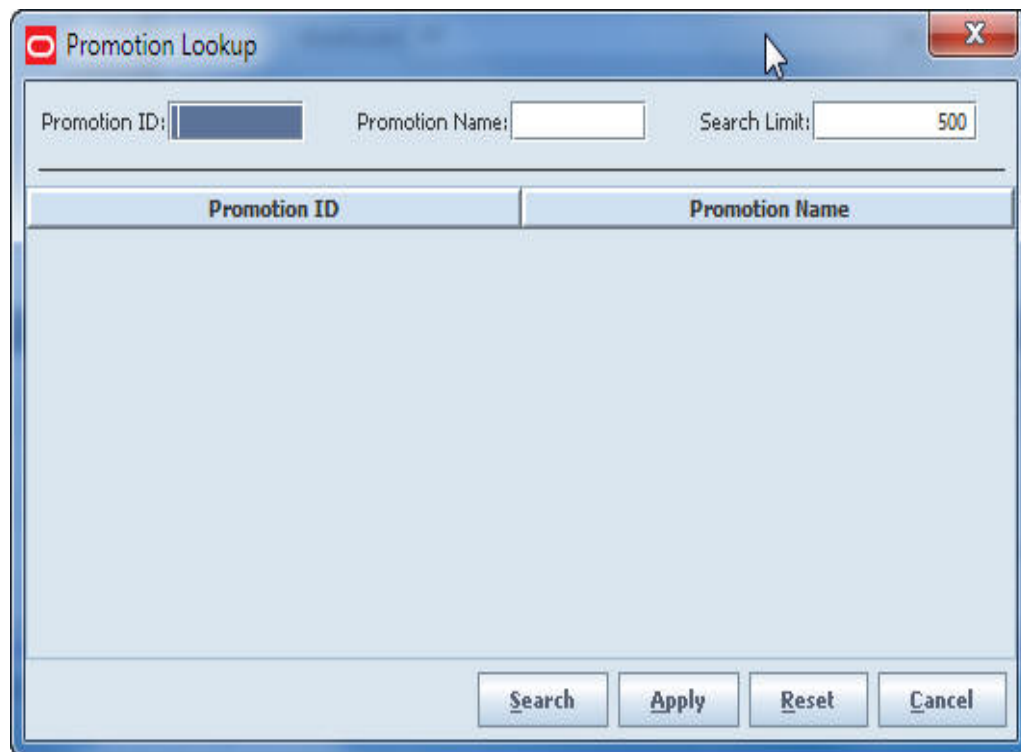 Promotion Lookup
Promotion ID: Promotion Name: Search Limit: 500
Promotion ID Promotion Name
Search Apply Reset Cancel